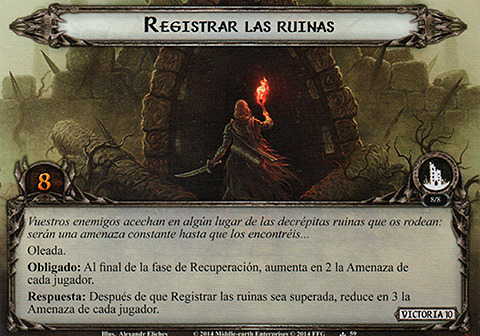 REGISTRAR LAS RUINAS
8
8/8
Vuestros enemigos acechan en algún lugar de las decrépitas ruinas que os rodean:
serán una amenaza constante hasta que los encontréis...
Oleada.
Obligado: Al final de la fase de Recuperación, aumenta en 2 la Amenaza de
cada jugador.
Respuesta: Después de que Registrar las ruinas sea superada, reduce en 3 la
Amenaza de cada jugador.
VICTORIA 10
Illus. Alexandr Elichev © 2014 Middle-earth Enterprises © 2014 FFG 59